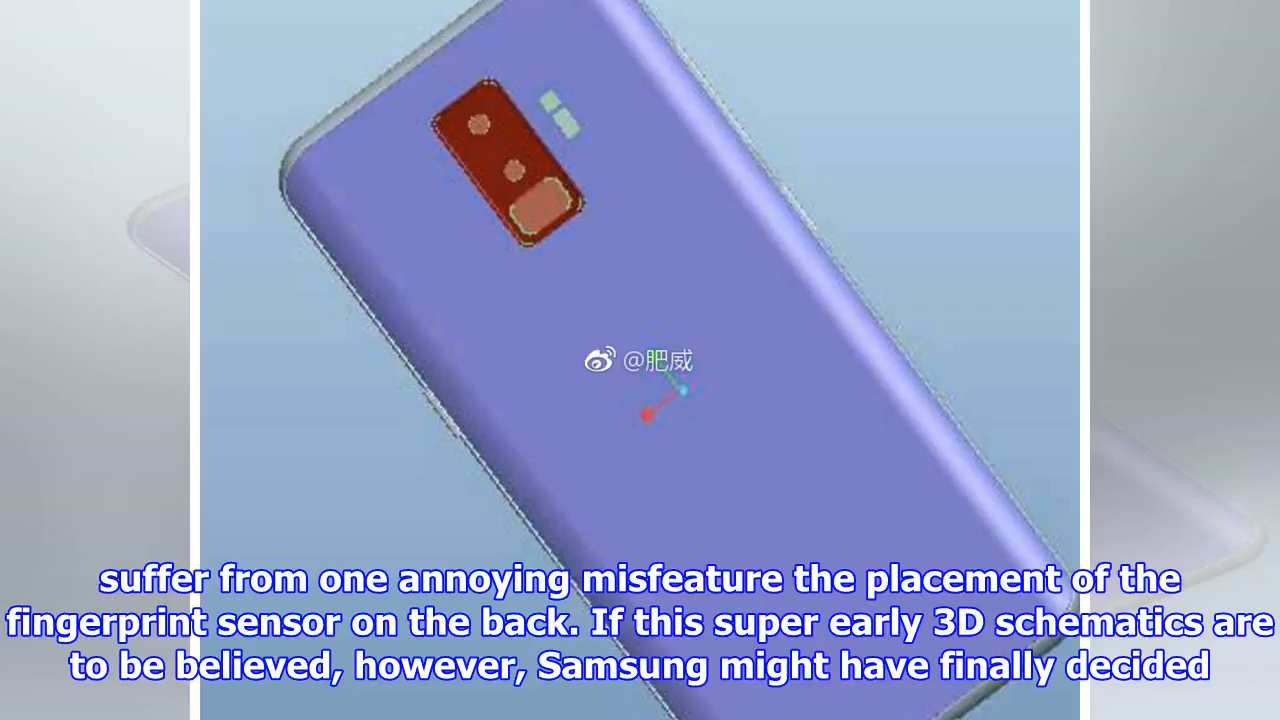 @肥威
suffer from one annoying misfeature the placement of the
fingerprint sensor on the back. If this super early 3D schematics are
to be believed, however, Samsung might have finally decided